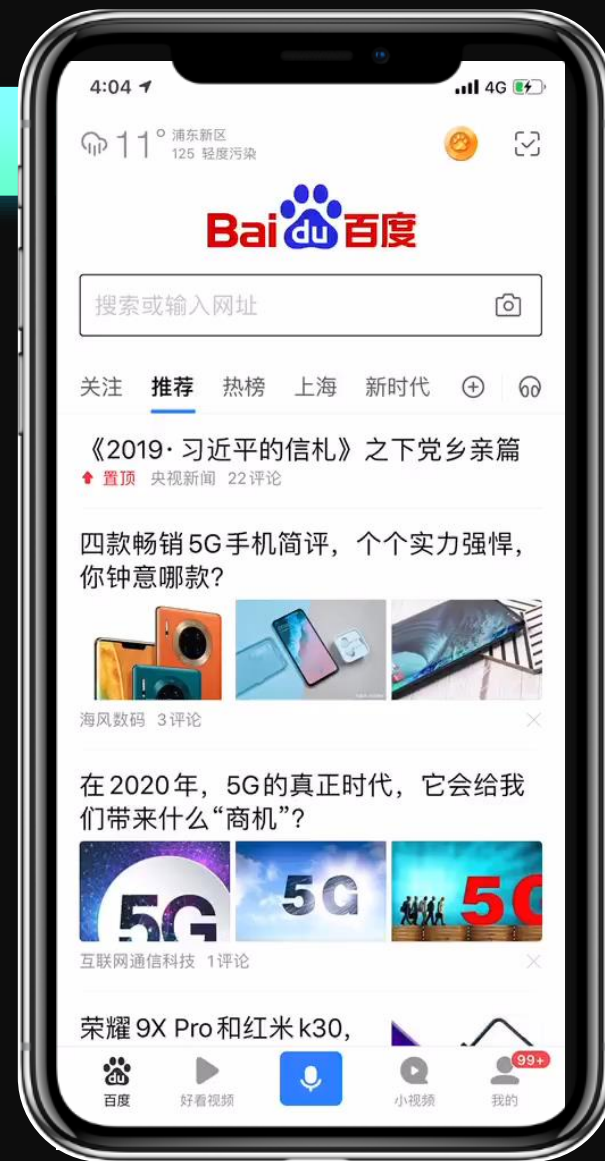 4:04
4G
11°
浦东新区
125 轻度污染
Bai du 百度
搜索或输入网址
关注 推荐 热榜 上海 新时代
《2019·习近平的信札》之下党乡亲篇
置顶 央视新闻 22评论
四款畅销5G手机简评，个个实力强悍，
你钟意哪款？
海风数码 3评论
在2020年，5G的真正时代，它会给我
们带来什么“商机”？
5G 5G 5G
互联网通信科技 1评论
荣耀9X Pro和红米k30，
99+
du
百度 好看视频 小视频 我的